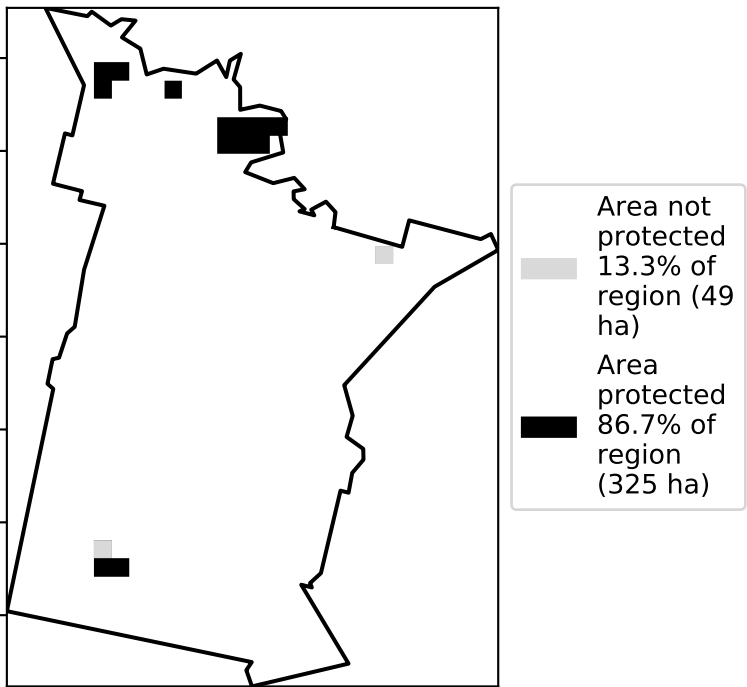 Area not
protected
13.3% of
region (49
ha)
Area
protected
86.7% of
region
(325 ha)